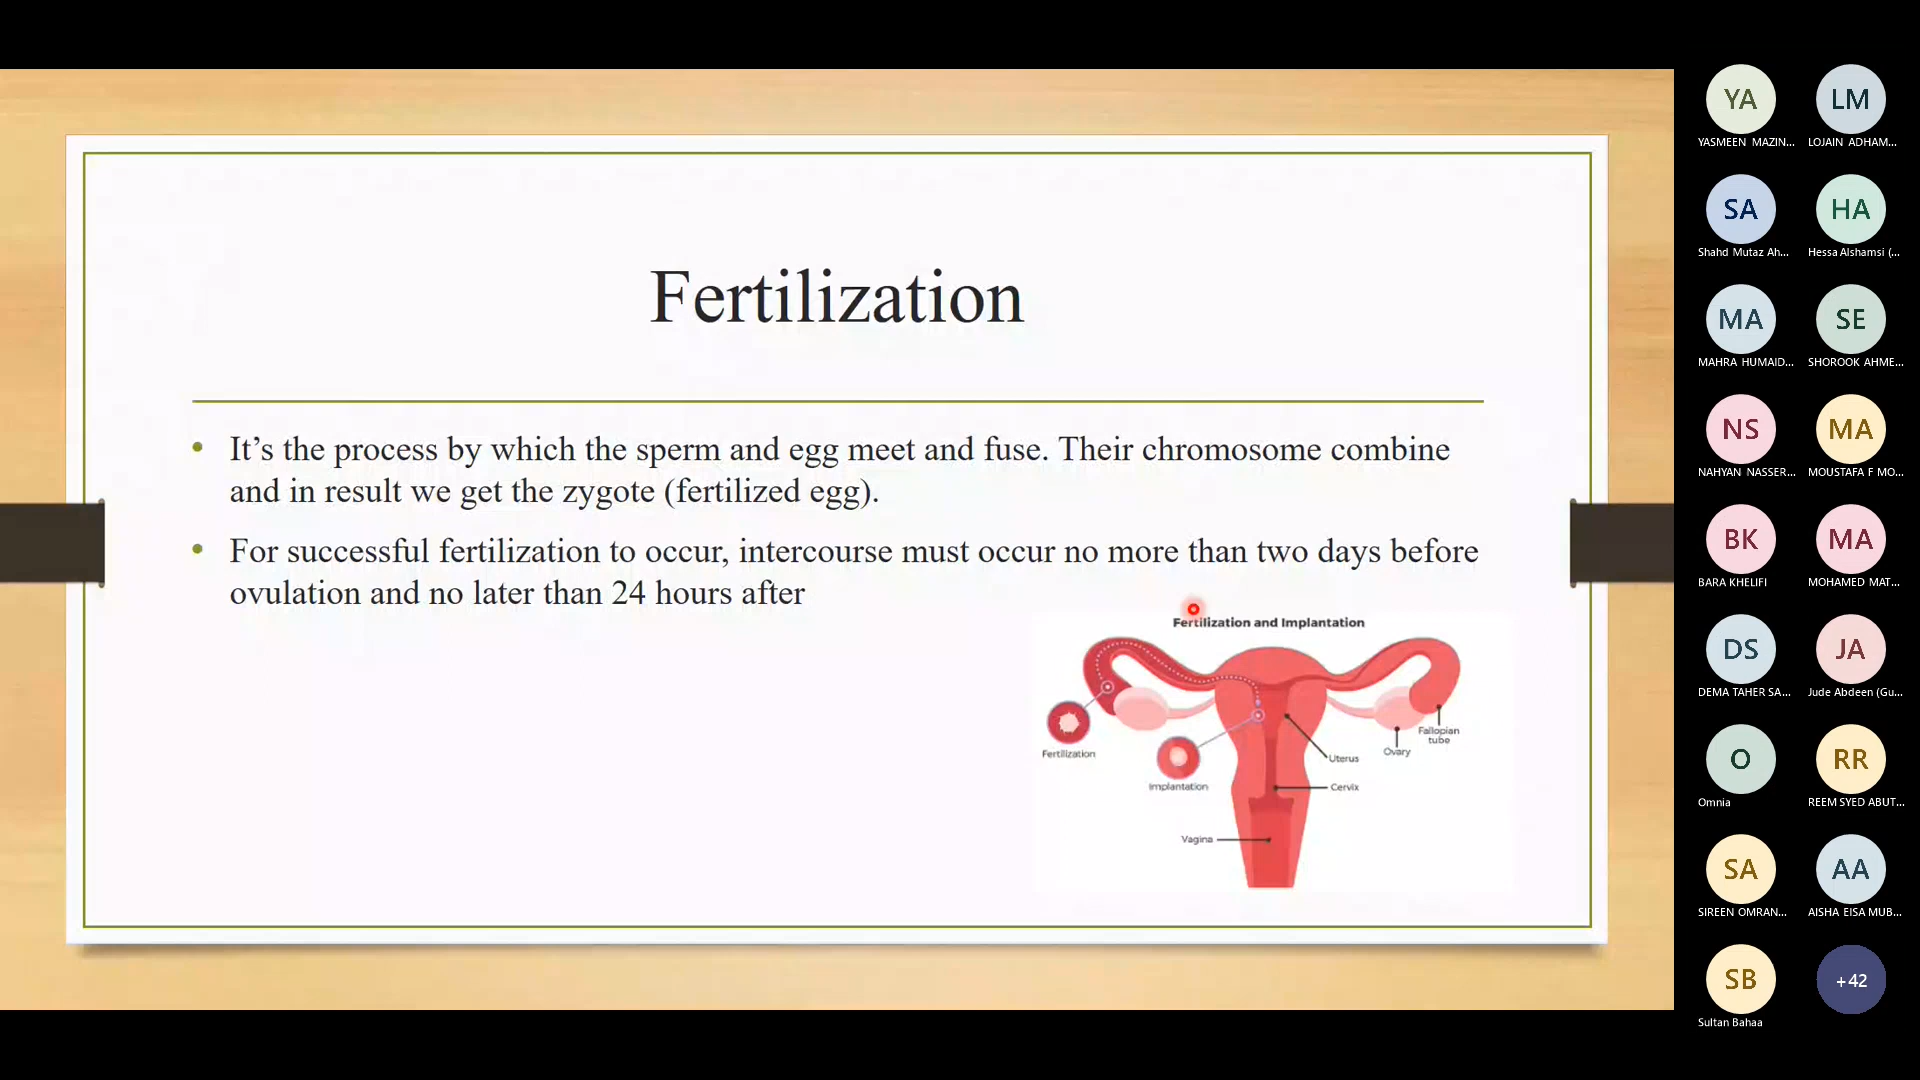 Fertilization
It’s the process by which the sperm and egg meet and fuse. Their chromosome combine
and in result we get the zygote (fertilized egg).
For successful fertilization to occur, intercourse must occur no more than two days before
ovulation and no later than 24 hours after
Fertilization and Implantation
Fertilization
Implantation
Uterus
Cervix
Vagina
Ovary
Fallopian
tube
YA
YASMEEN MAZIN...
LM
LOJAIN ADHAM...
SA
Shahd Mutaz Ah...
HA
Hessa Alshamsi (...
MA
MAHRA HUMAID...
SE
SHOROOK AHME...
NS
NAHYAN NASSER...
MA
MOUSTAFA F MO...
BK
BARA KHELIFI
MA
MOHAMED MAT...
DS
DEMA TAHER SA...
JA
Jude Abdeen (Gu...
O
Omnia
RR
REEM SYED ABUT...
SA
SIREEN OMRAN...
AA
AISHA EISA MUB...
SB
Sultan Bahaa
+42